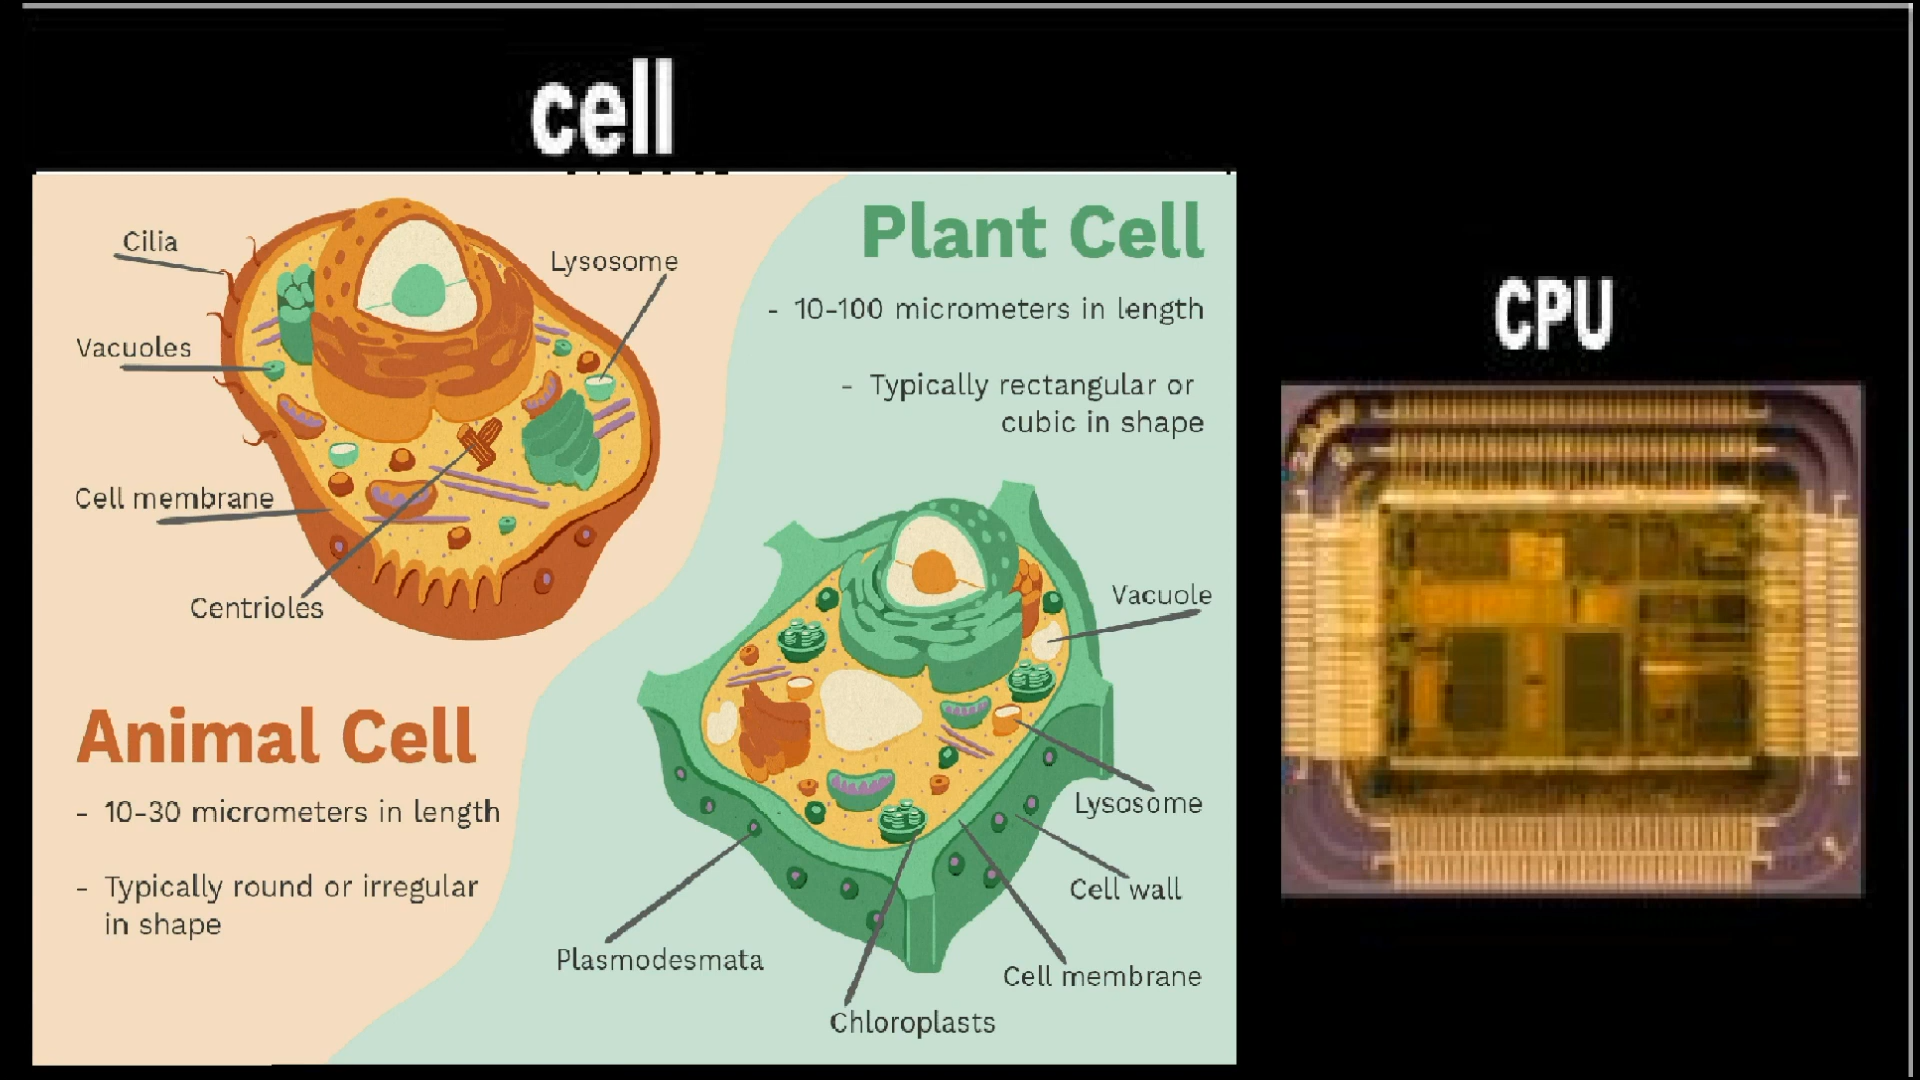 cell
Cilia
Lysosome
Vacuoles
Cell membrane
Centrioles
Animal Cell
- 10-30 micrometers in length
- Typically round or irregular
in shape
Plant Cell
- 10-100 micrometers in length
- Typically rectangular or
cubic in shape
Vacuole
Lysosome
Cell wall
Cell membrane
Plasmodesmata
Chloroplasts
CPU